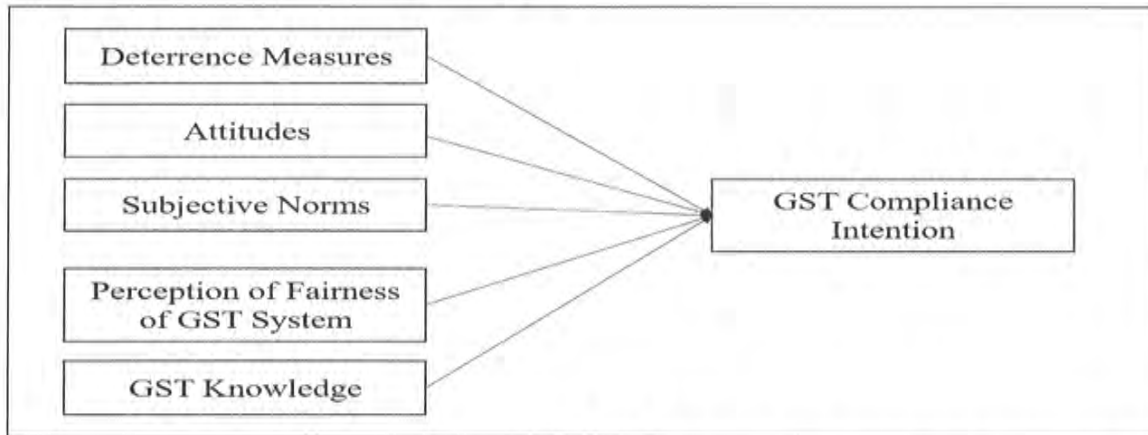 Deterrence Measures
Attitudes
Subjective Norms
Perception of Fairness
of GST System
GST Knowledge
GST Compliance
Intention